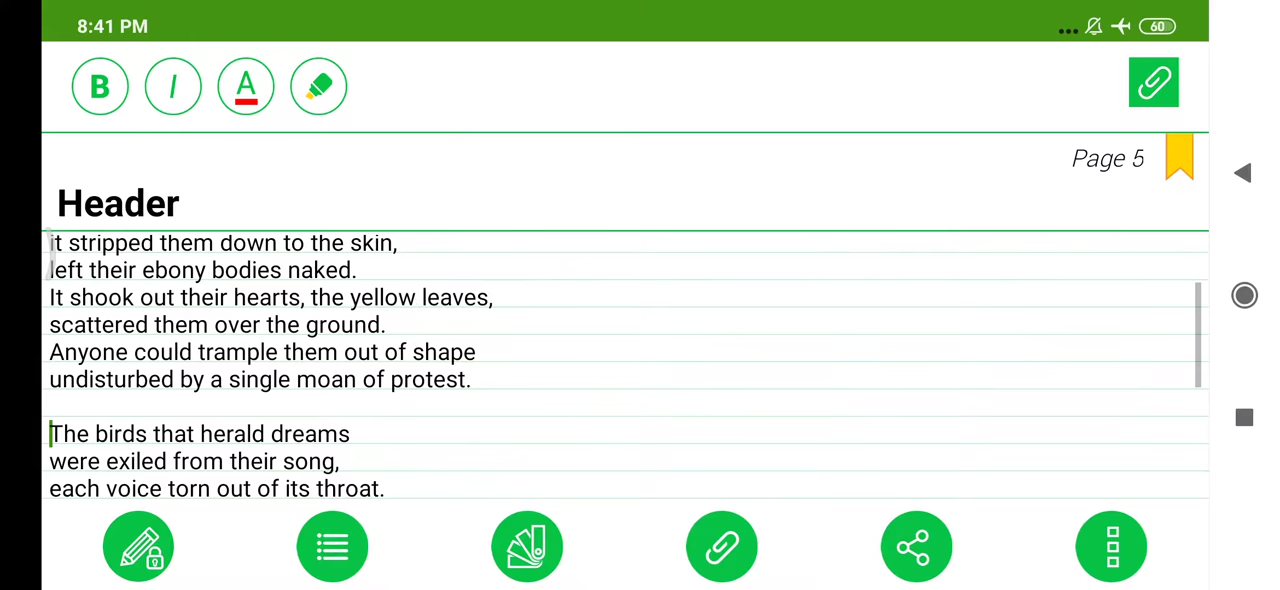 8:41 PM
60
B I A
Page 5
Header
it stripped them down to the skin,
left their ebony bodies naked.
It shook out their hearts, the yellow leaves,
scattered them over the ground.
Anyone could trample them out of shape
undisturbed by a single moan of protest.
The birds that herald dreams
were exiled from their song,
each voice torn out of its throat.